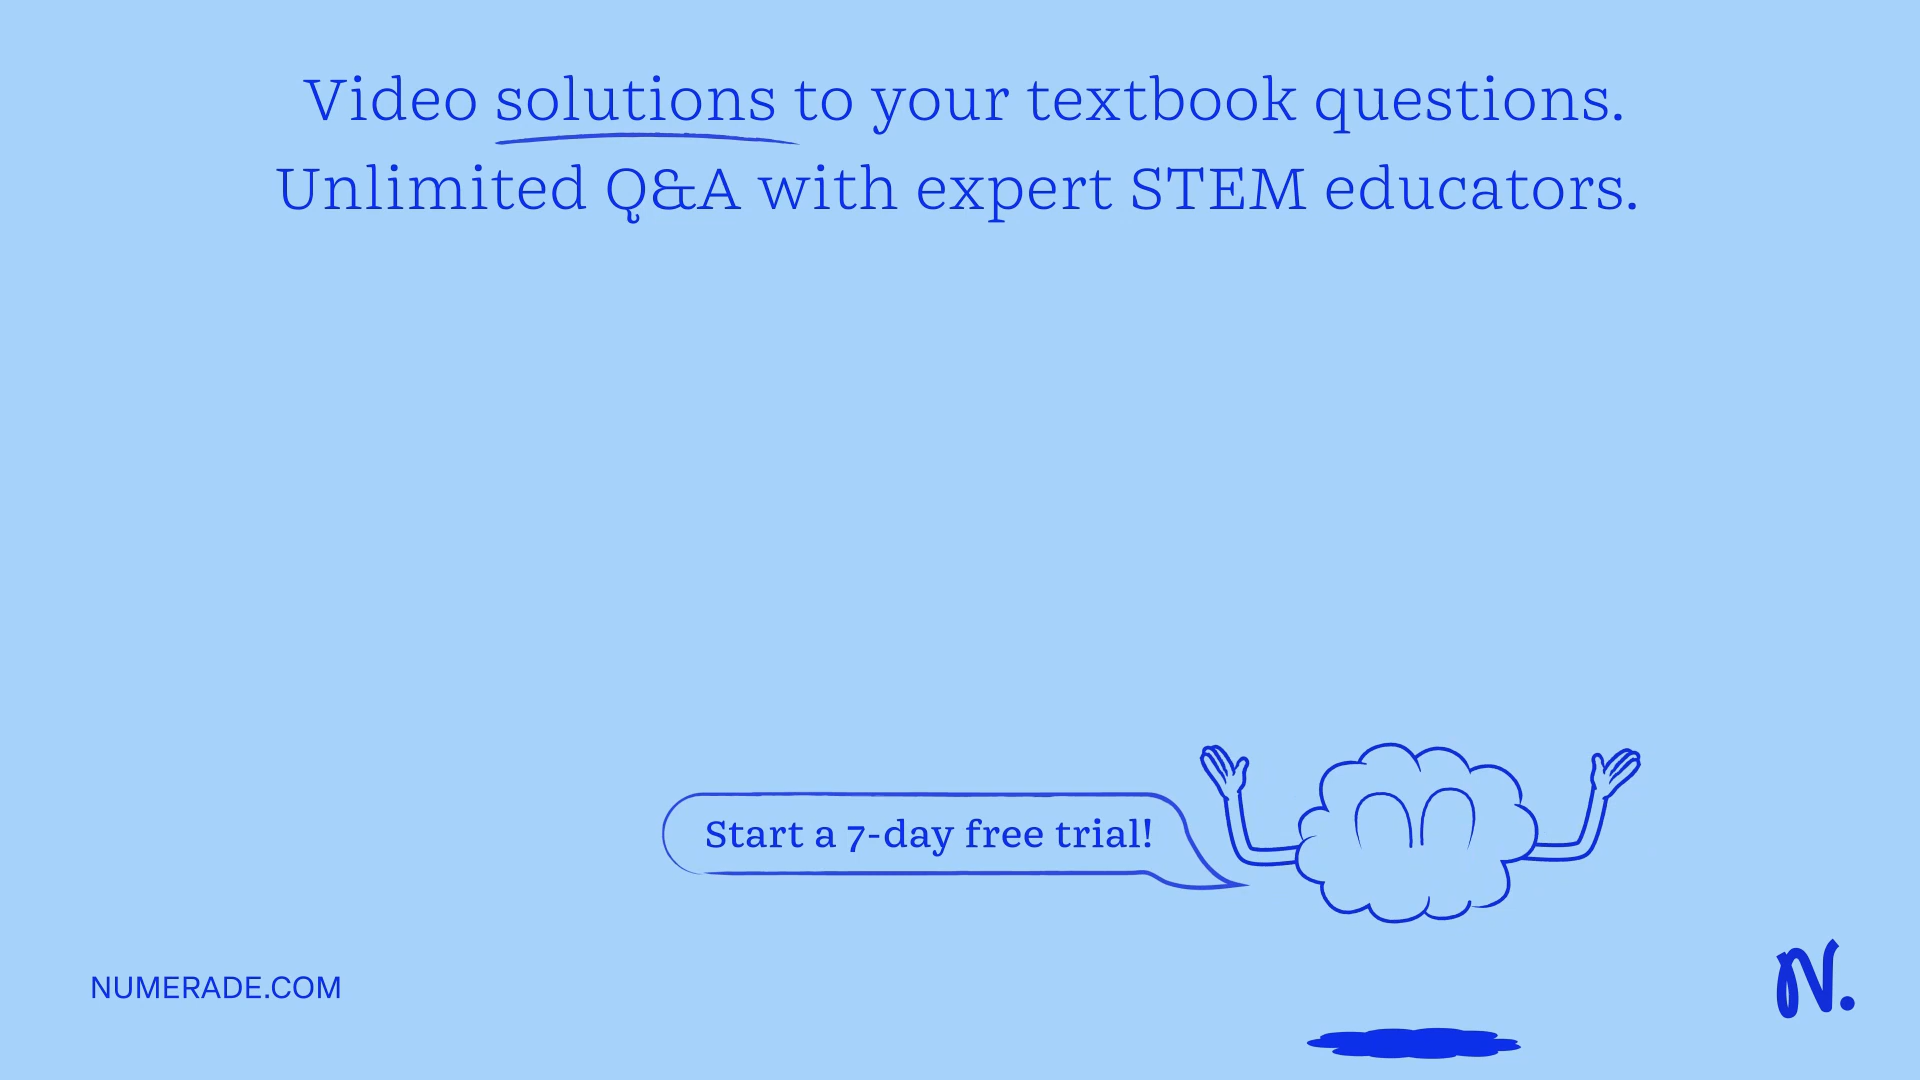 Video solutions to your textbook questions.
Unlimited Q&A with expert STEM educators.
Start a 7-day free trial!
NUMERADE.COM
N.